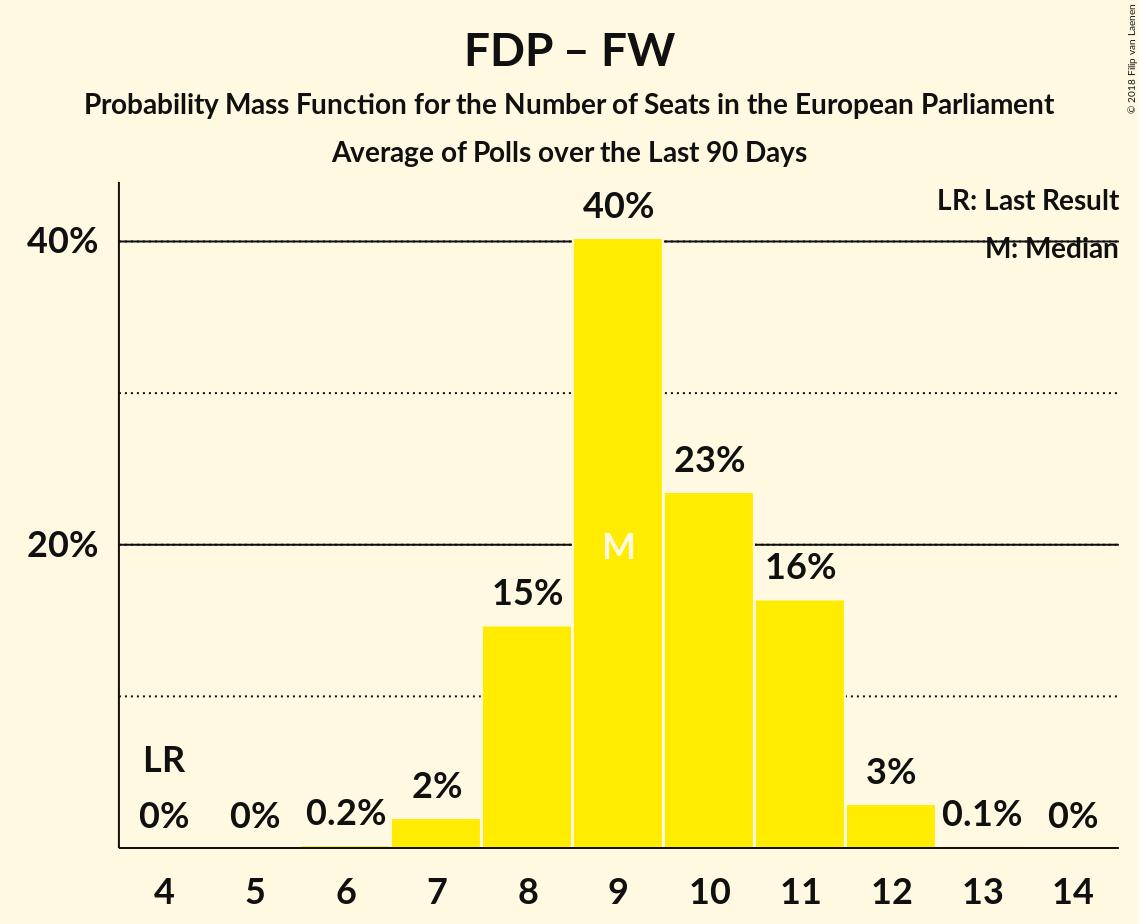 FDP – FW
Probability Mass Function for the Number of Seats in the European Parliament
Average of Polls over the Last 90 Days
© 2018 Filip van Laenen
LR: Last Result
M: Median
40%
20%
LR
0%
0%
0.2%
2%
15%
40%
M
23%
16%
3%
0.1%
0%
4 5 6 7 8 9 10 11 12 13 14